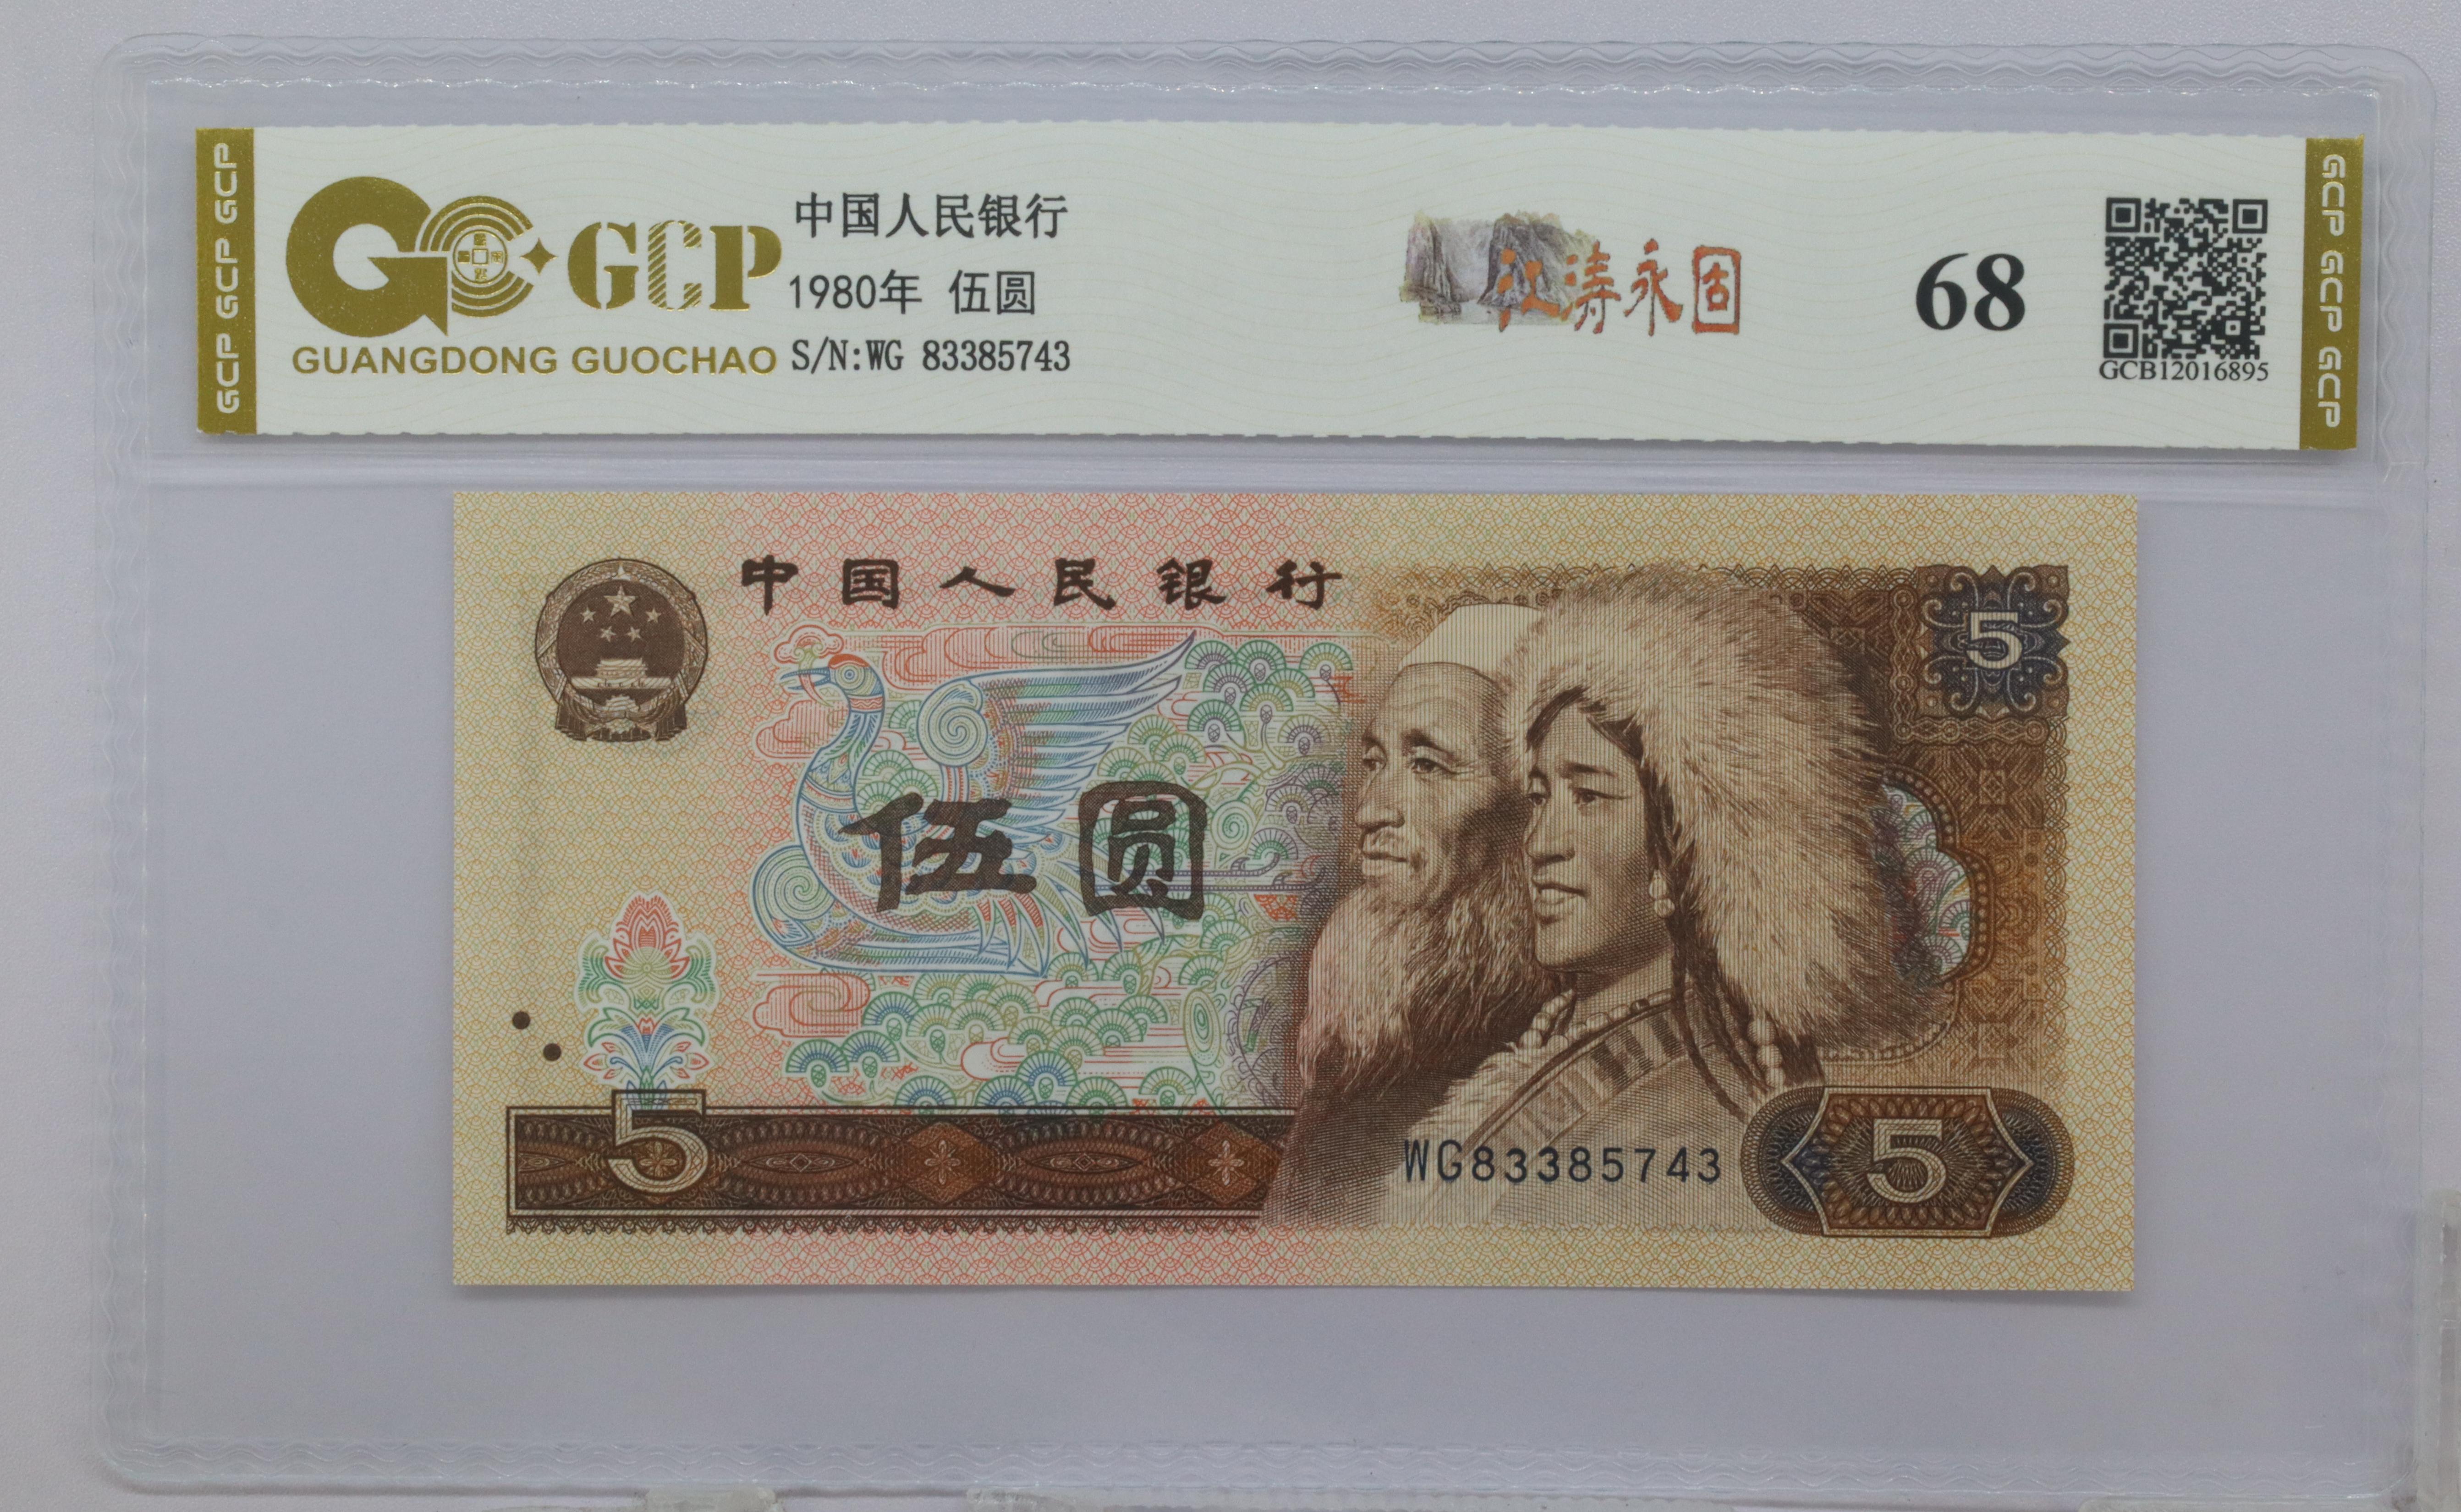 GCP GCP GCP
GCP
GUANGDONG GUOCHAO
中国人民银行
1980年 伍圆
S/N:WG 83385743
江涛永固
68
GCB12016895
GCP GCP GCP
中国人民银行
5
伍圆
5
WG83385743
5